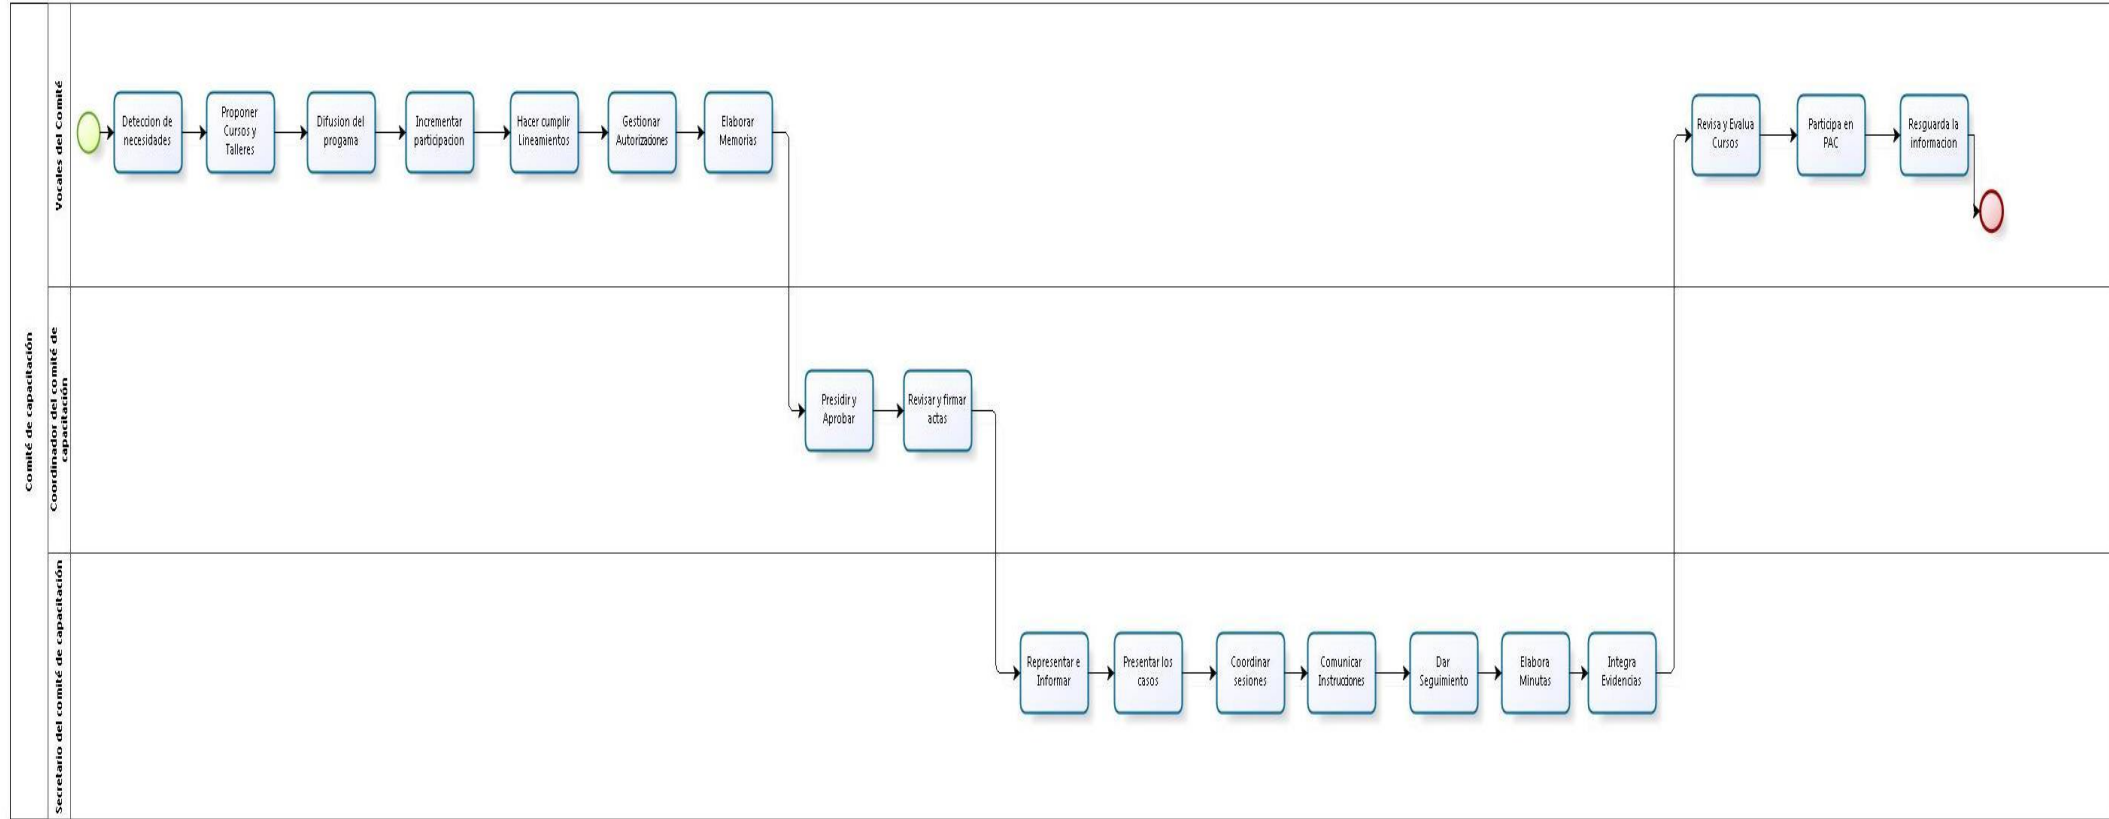 Comité de capacitación
Vocales del Comité
Deteccion de
necesidades
Proponer
Cursos y
Talleres
Difusion del
progama
Incrementar
participacion
Hacer cumplir
Lineamientos
Gestionar
Autorizaciones
Elaborar
Memorias
Revisa y Evalua
Cursos
Participa en
PAC
Resguarda la
informacion
Coordinador del comité de
capacitación
Presidir y
Aprobar
Revisar y firmar
actas
Secretario del comité de capacitación
Representar e
Informar
Presentar los
casos
Coordinar
sesiones
Comunicar
Instrucciones
Dar
Seguimiento
Elabora
Minutas
Integra
Evidencias